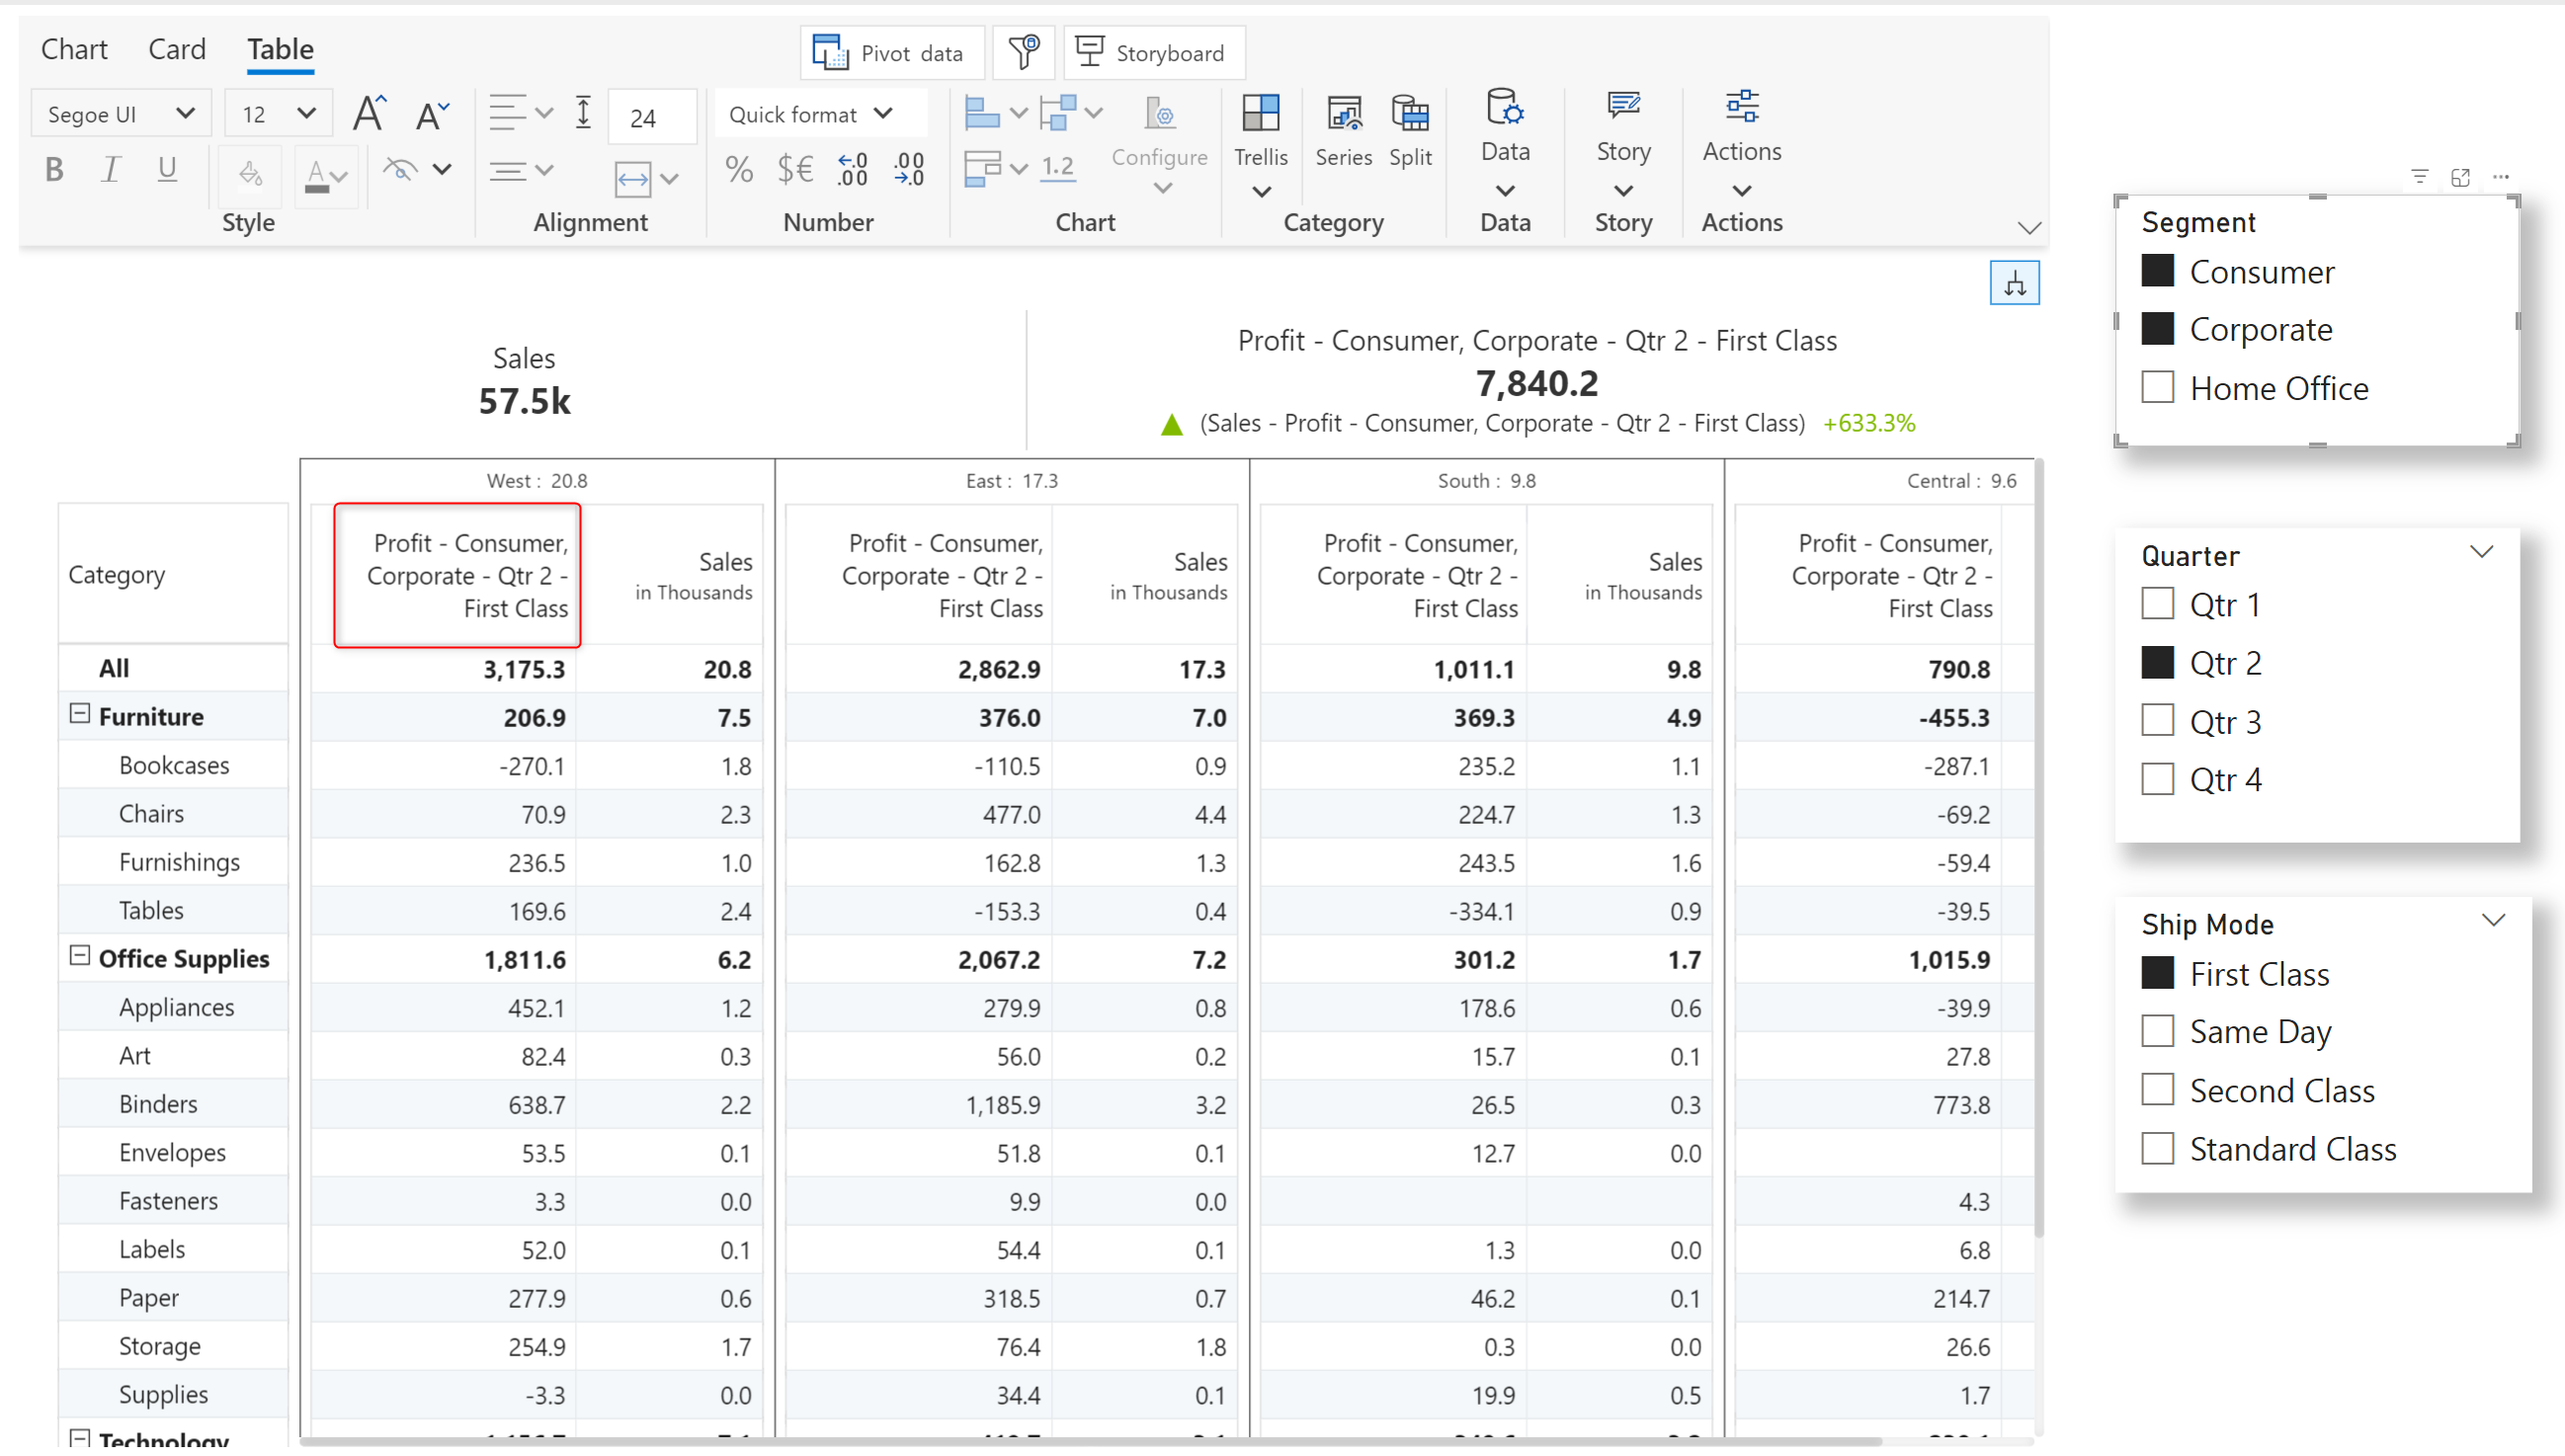 Chart Card Table
Pivot data Storyboard
Segoe UI 12 24 Quick format
B I U A % $€ .0 .00 .00 .0 1.2 Configure Trellis Series Split Data Story Actions
Style Alignment Number Chart Category Data Story Actions
Sales
57.5k
Profit - Consumer, Corporate - Qtr 2 - First Class
7,840.2
(Sales - Profit - Consumer, Corporate - Qtr 2 - First Class) +633.3%
West : 20.8 East : 17.3 South : 9.8 Central : 9.6
Category
Profit - Consumer,
Corporate - Qtr 2 -
First Class
Sales
in Thousands
Profit - Consumer,
Corporate - Qtr 2 -
First Class
Sales
in Thousands
Profit - Consumer,
Corporate - Qtr 2 -
First Class
Sales
in Thousands
Profit - Consumer,
Corporate - Qtr 2 -
First Class
All 3,175.3 20.8 2,862.9 17.3 1,011.1 9.8 790.8
Furniture 206.9 7.5 376.0 7.0 369.3 4.9 -455.3
Bookcases -270.1 1.8 -110.5 0.9 235.2 1.1 -287.1
Chairs 70.9 2.3 477.0 4.4 224.7 1.3 -69.2
Furnishings 236.5 1.0 162.8 1.3 243.5 1.6 -59.4
Tables 169.6 2.4 -153.3 0.4 -334.1 0.9 -39.5
Office Supplies 1,811.6 6.2 2,067.2 7.2 301.2 1.7 1,015.9
Appliances 452.1 1.2 279.9 0.8 178.6 0.6 -39.9
Art 82.4 0.3 56.0 0.2 15.7 0.1 27.8
Binders 638.7 2.2 1,185.9 3.2 26.5 0.3 773.8
Envelopes 53.5 0.1 51.8 0.1 12.7 0.0
Fasteners 3.3 0.0 9.9 0.0 4.3
Labels 52.0 0.1 54.4 0.1 1.3 0.0 6.8
Paper 277.9 0.6 318.5 0.7 46.2 0.1 214.7
Storage 254.9 1.7 76.4 1.8 0.3 0.0 26.6
Supplies -3.3 0.0 34.4 0.1 19.9 0.5 1.7
Technology
Segment
Consumer
Corporate
Home Office
Quarter
Qtr 1
Qtr 2
Qtr 3
Qtr 4
Ship Mode
First Class
Same Day
Second Class
Standard Class